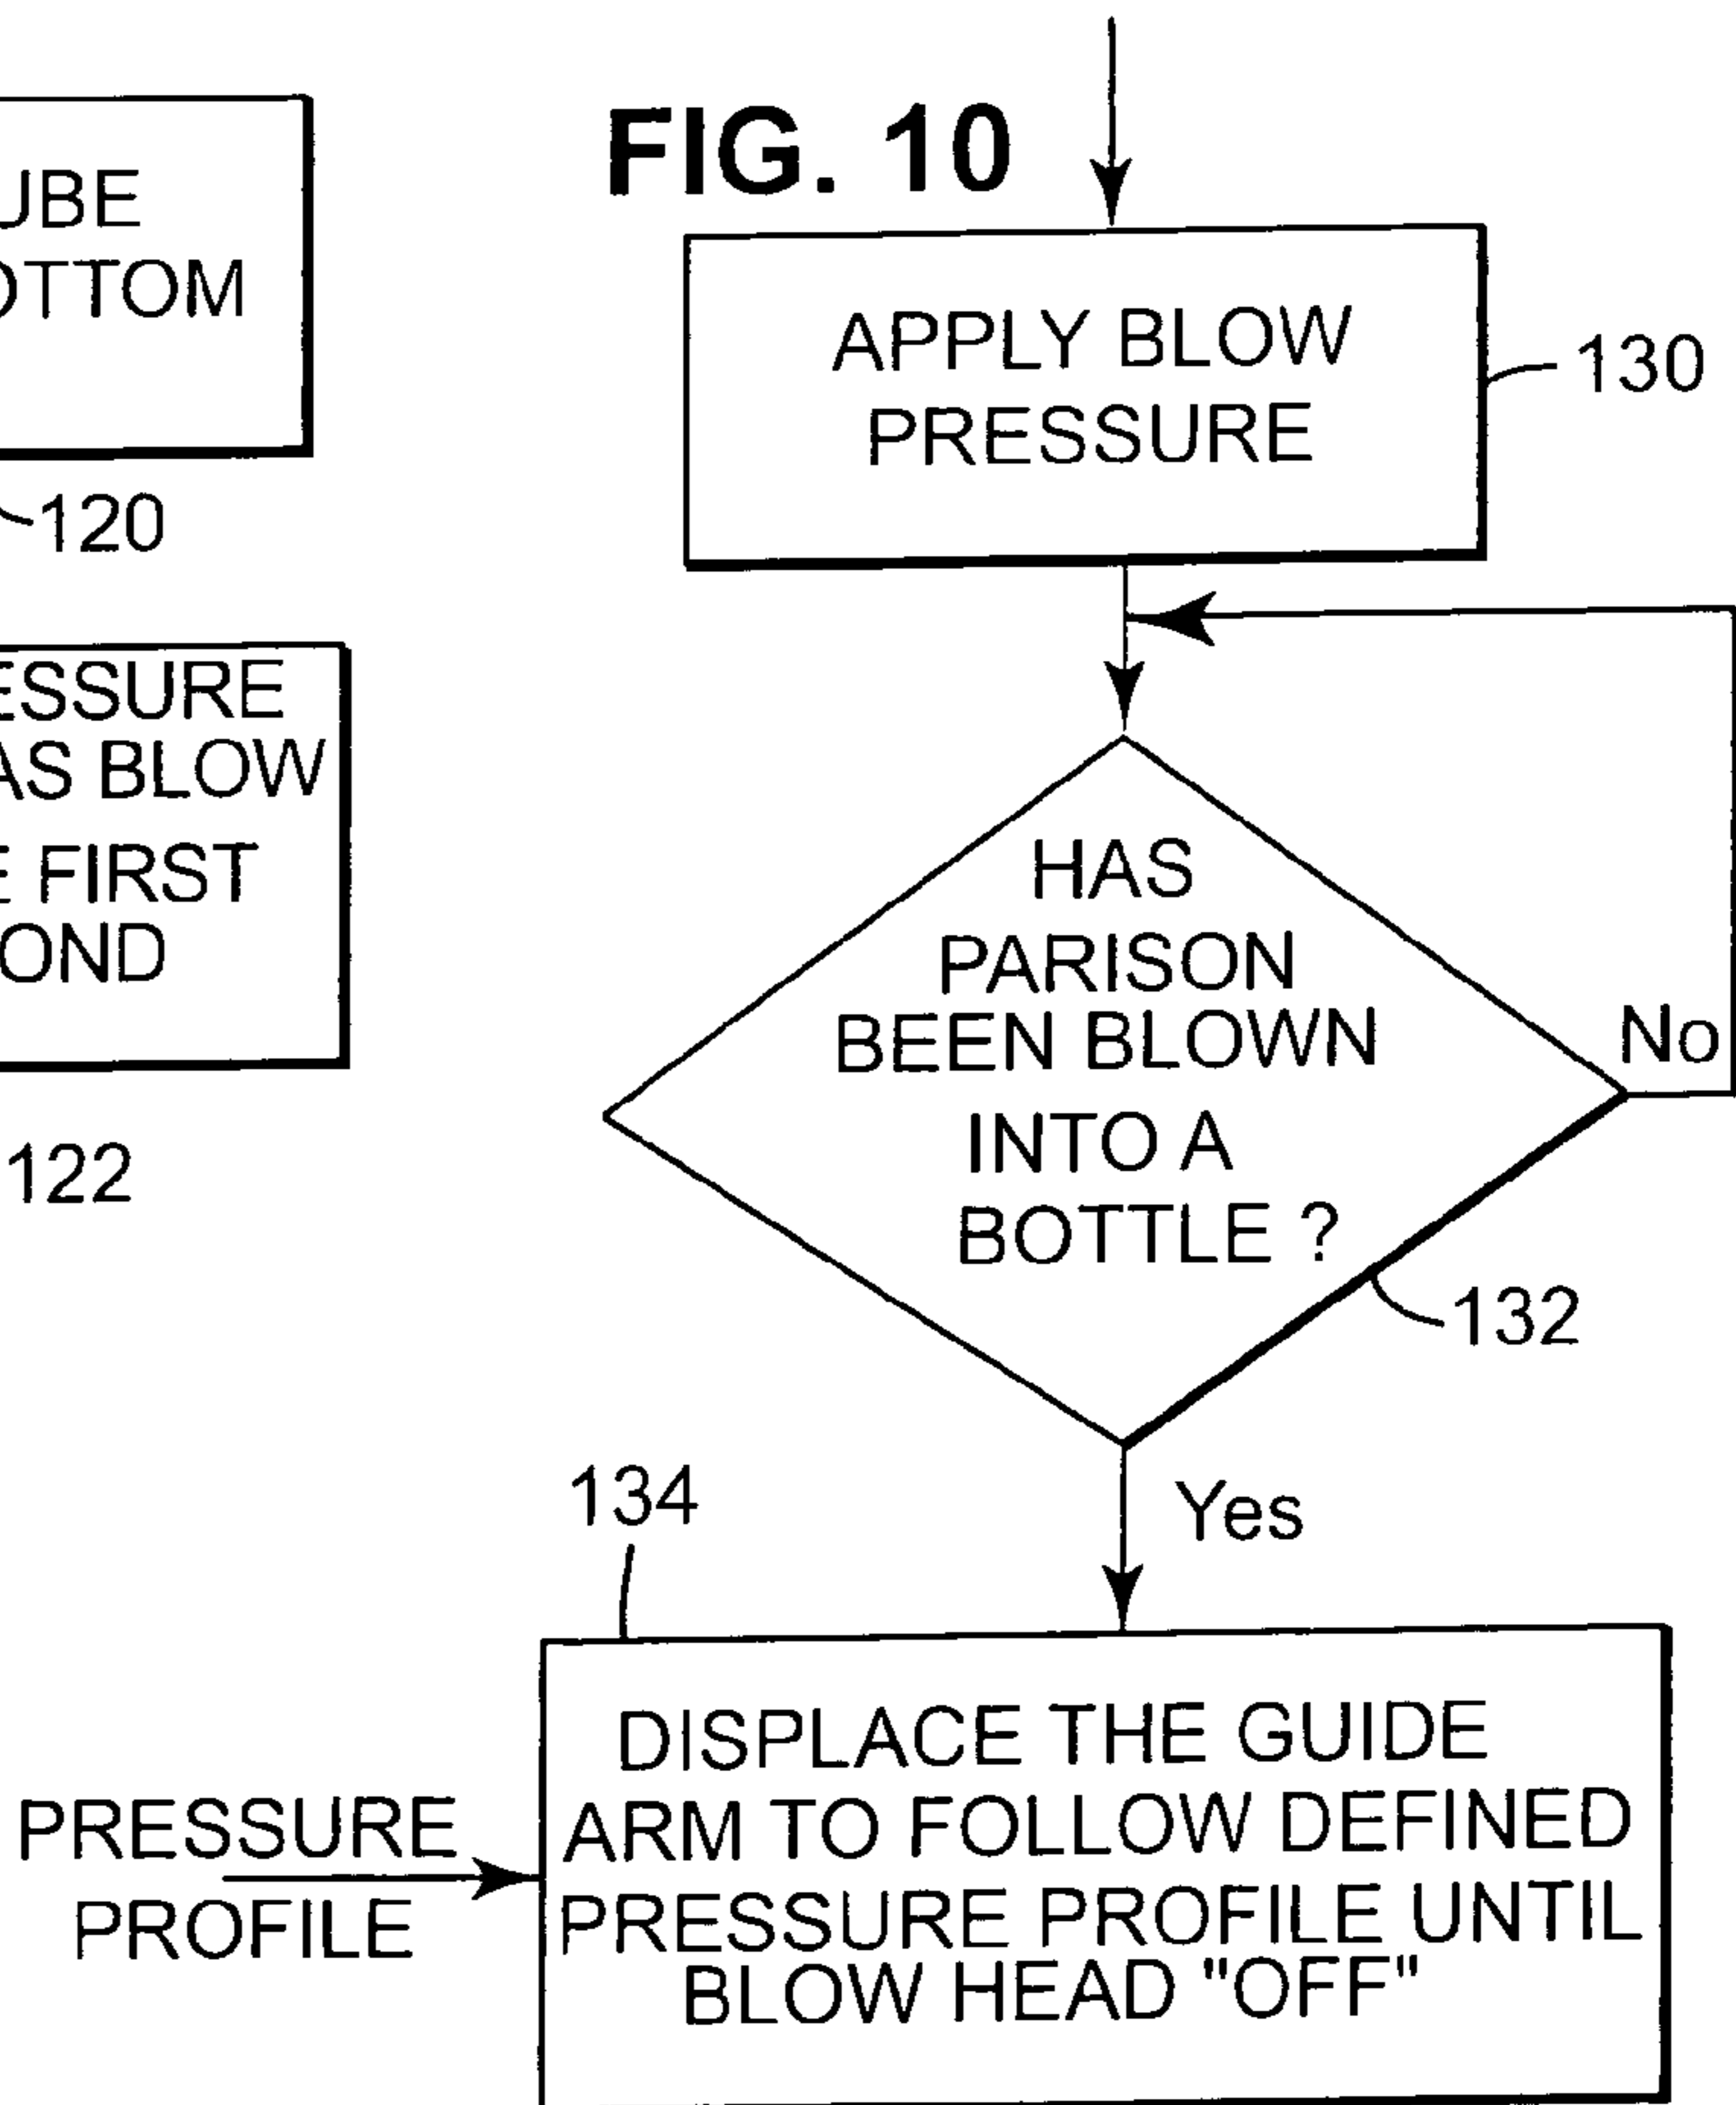 FIG. 10
OTTOM
120
ESSURE
AS BLOW
FIRST
122
APPLY BLOW
PRESSURE
130
HAS
PARISON
BEEN BLOWN
INTO A
BOTTLE ?
No
132
Yes
134
DISPLACE THE GUIDE
ARM TO FOLLOW DEFINED
PRESSURE PROFILE UNTIL
BLOW HEAD "OFF"
PRESSURE
PROFILE